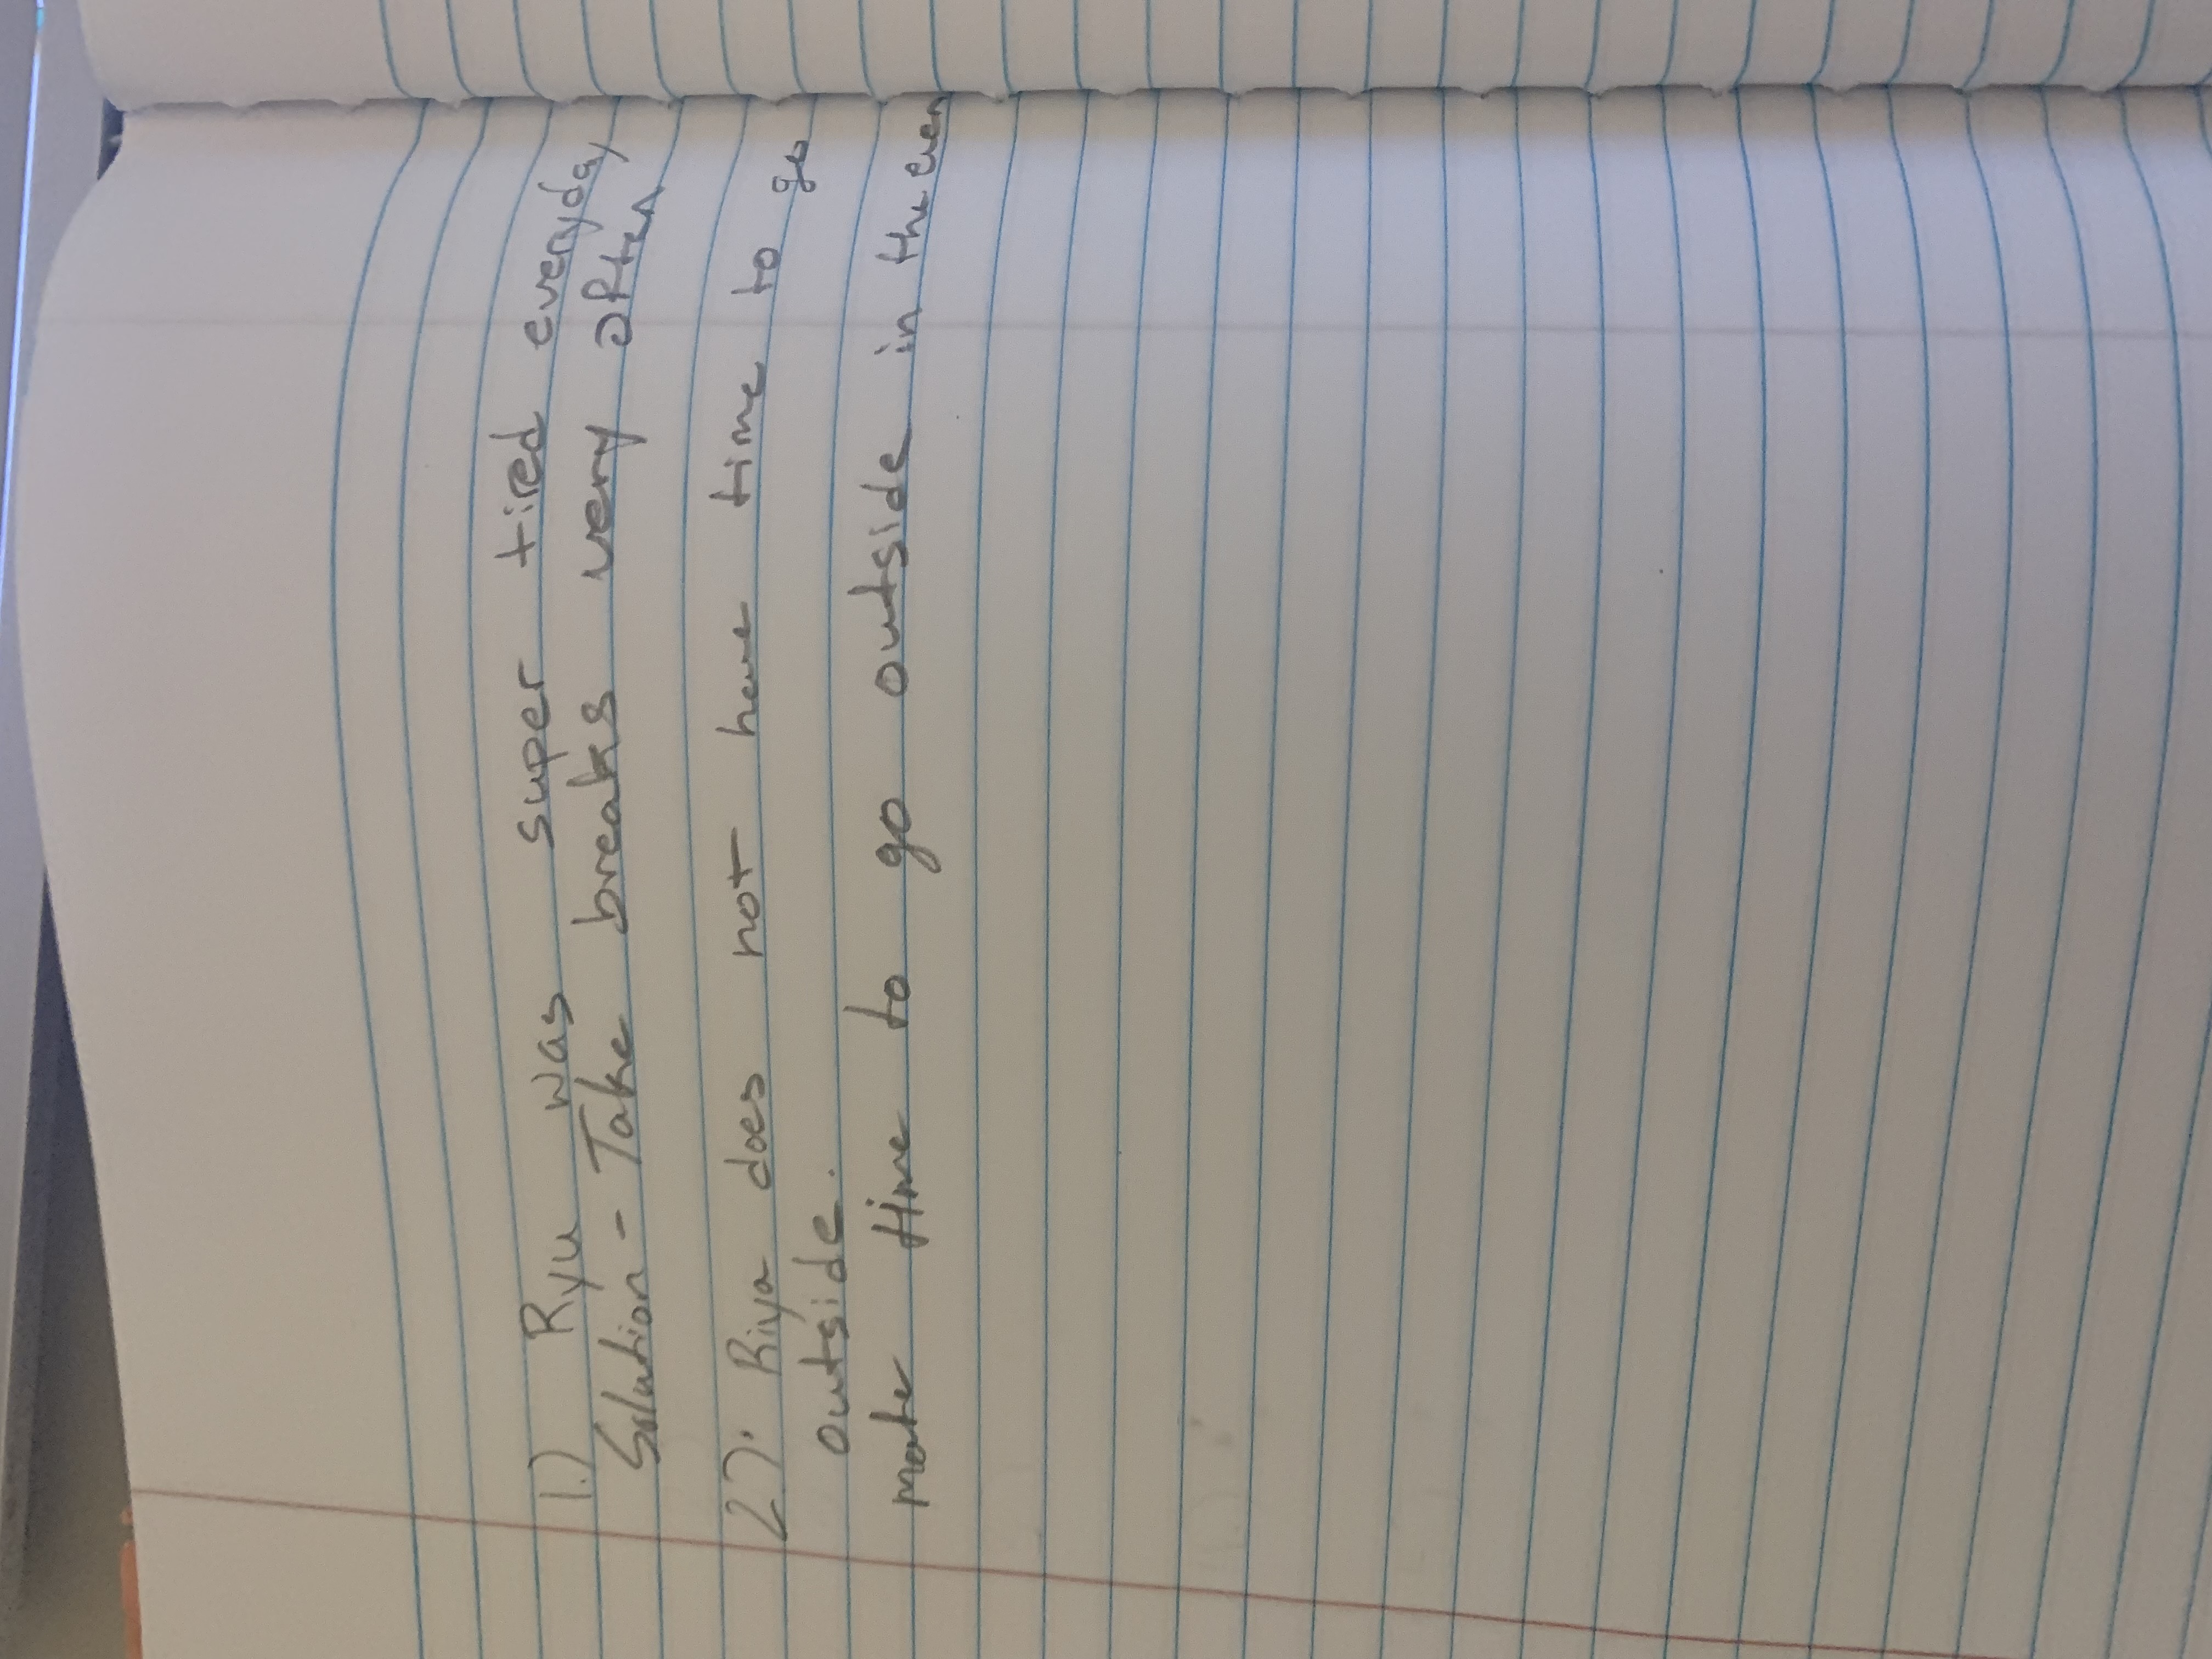 1.) Ryu was super tired everyday
Solution - Take breaks very often
2.) Riya does not have time to go
outside.
make time to go outside in the even